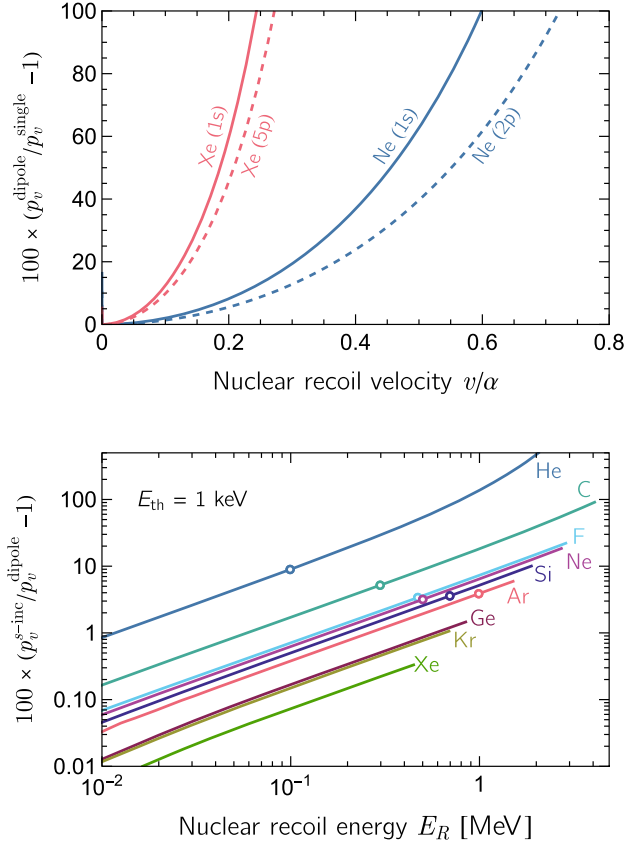 100 × (p_v^dipole/p_v^single −1)
100
80
60
40
20
0
Xe (1s)
Xe (5p)
Ne (1s)
Ne (2p)
0
0.2
0.4
0.6
0.8
Nuclear recoil velocity v/α
100 × (p_v^s−inc/p_v^dipole −1)
100
10
1
0.10
0.01
E_th = 1 keV
He
C
F
Ne
Si
Ar
Ge
Kr
Xe
10^−2
10^−1
1
Nuclear recoil energy E_R [MeV]